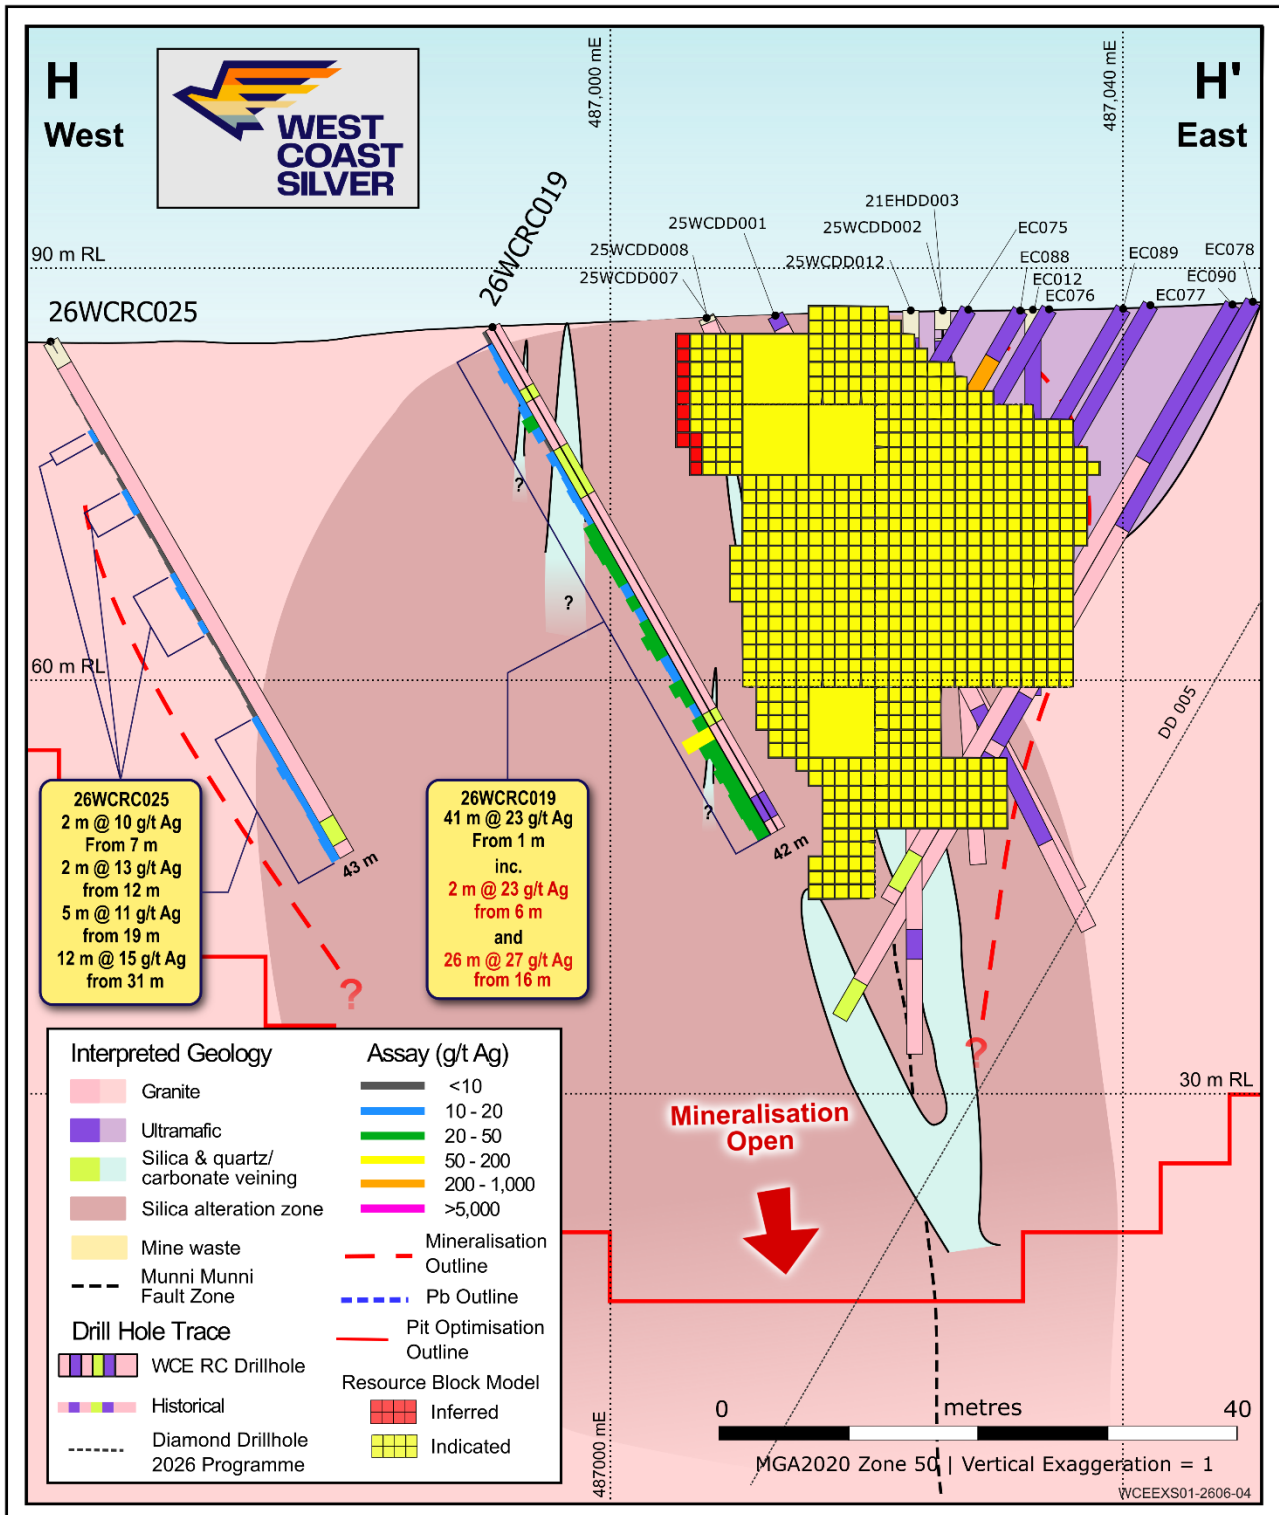 H
West
WEST
COAST
SILVER
487,000 mE
487,040 mE
H'
East
90 m RL
26WCRC025
26WCRC019
25WCDD007
25WCDD008
25WCDD001
25WCDD012
25WCDD002
21EHDD003
EC075
EC088
EC012
EC076
EC089
EC077
EC090
EC078
?
?
?
60 m RL
DD 005
43 m
42 m
26WCRC025
2 m @ 10 g/t Ag
From 7 m
2 m @ 13 g/t Ag
from 12 m
5 m @ 11 g/t Ag
from 19 m
12 m @ 15 g/t Ag
from 31 m
26WCRC019
41 m @ 23 g/t Ag
From 1 m
inc.
2 m @ 23 g/t Ag
from 6 m
and
26 m @ 27 g/t Ag
from 16 m
?
?
30 m RL
Mineralisation
Open
Interpreted Geology
Granite
Ultramafic
Silica & quartz/
carbonate veining
Silica alteration zone
Mine waste
Munni Munni
Fault Zone
Drill Hole Trace
WCE RC Drillhole
Historical
Diamond Drillhole
2026 Programme
Assay (g/t Ag)
<10
10 - 20
20 - 50
50 - 200
200 - 1,000
>5,000
Mineralisation
Outline
Pb Outline
Pit Optimisation
Outline
Resource Block Model
Inferred
Indicated
487000 mE
0 metres 40
MGA2020 Zone 50 | Vertical Exaggeration = 1
WCEEXS01-2606-04